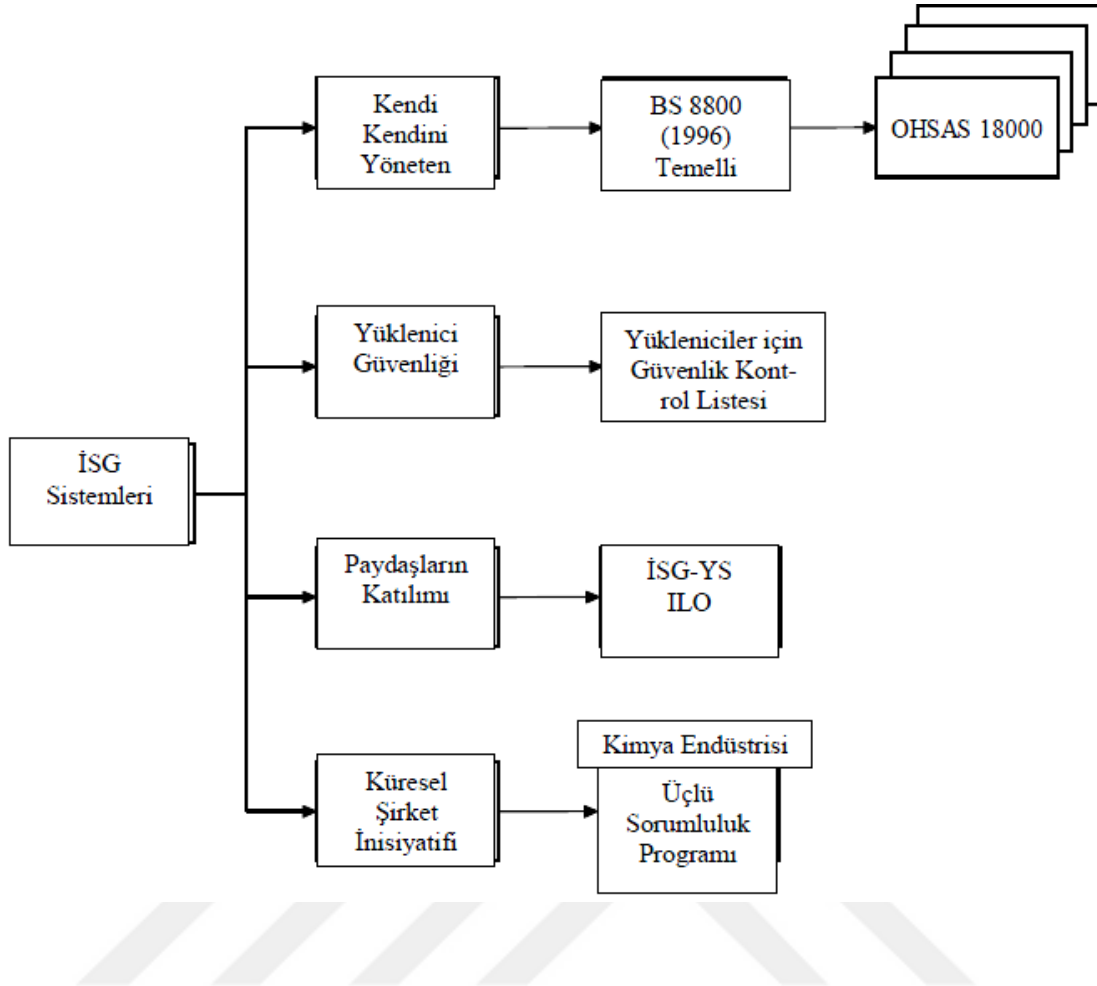 Kendi
Kendini
Yöneten
BS 8800
(1996)
Temelli
OHSAS 18000
Yüklenici
Güvenliği
Yükleniciler için
Güvenlik Kont-
rol Listesi
İSG
Sistemleri
Paydaşların
Katılımı
İSG-YS
ILO
Küresel
Şirket
İnisiyatifi
Kimya Endüstrisi
Üçlü
Sorumluluk
Programı